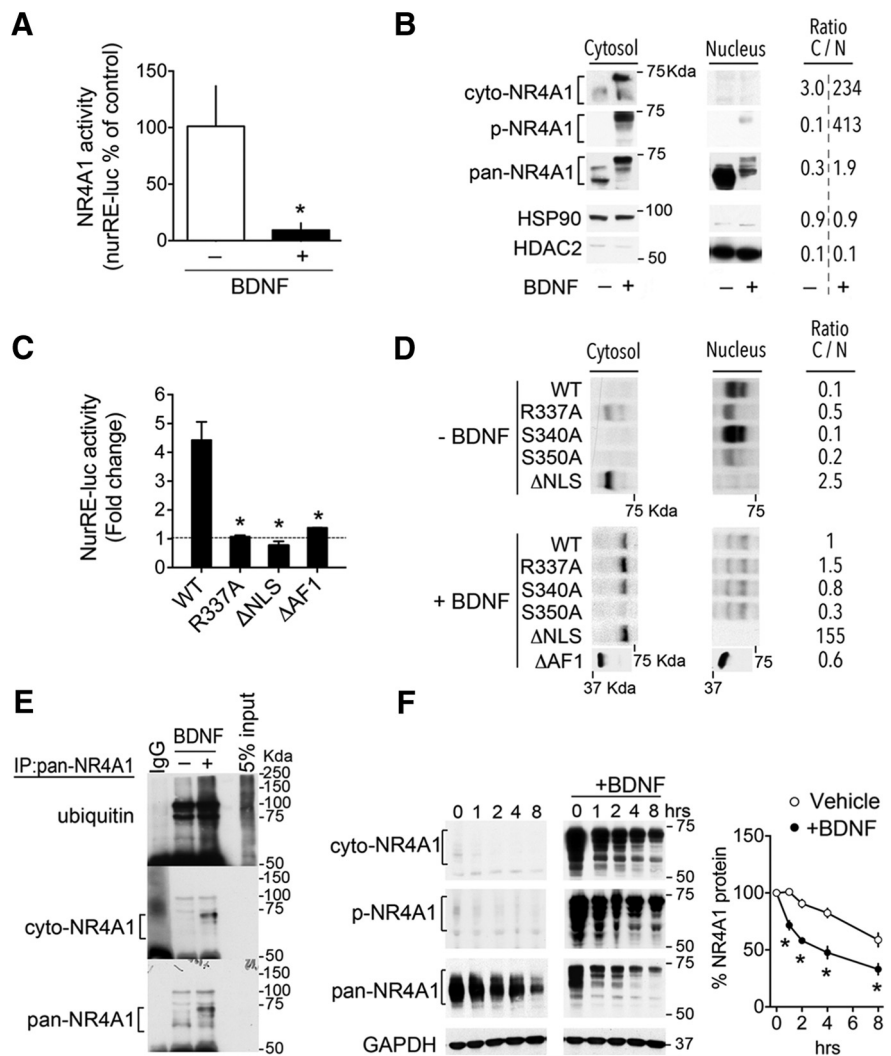 A
NR4A1 activity
(nurRE-luc % of control)
150
100
50
0
*
– +
BDNF
B
Cytosol Nucleus Ratio
C / N
75Kda
cyto-NR4A1 3.0 234
p-NR4A1 0.1 413
75 75
pan-NR4A1 0.3 1.9
100
HSP90 0.9 0.9
HDAC2 0.1 0.1
50
BDNF – + – + – +
C
NurRE-luc activity
(Fold change)
6
5
4
3
2
1
0
* * *
WT R337A ΔNLS ΔAF1
D
Cytosol Nucleus Ratio
C / N
- BDNF
WT 0.1
R337A 0.5
S340A 0.1
S350A 0.2
ΔNLS 2.5
75 Kda 75
+ BDNF
WT 1
R337A 1.5
S340A 0.8
S350A 0.3
ΔNLS 155
ΔAF1 75 Kda 75 0.6
37 Kda 37
E
IP:pan-NR4A1 IgG BDNF – + 5% input
Kda
250
150
100
75
50
ubiquitin
150
100
75
50
cyto-NR4A1
150
100
75
50
pan-NR4A1
F
+BDNF
0 1 2 4 8 0 1 2 4 8 hrs
cyto-NR4A1 75
50
p-NR4A1 75
50
pan-NR4A1 75
50
GAPDH 37
Vehicle
+BDNF
% NR4A1 protein
150
100
50
0
* * * *
0 2 4 8
hrs